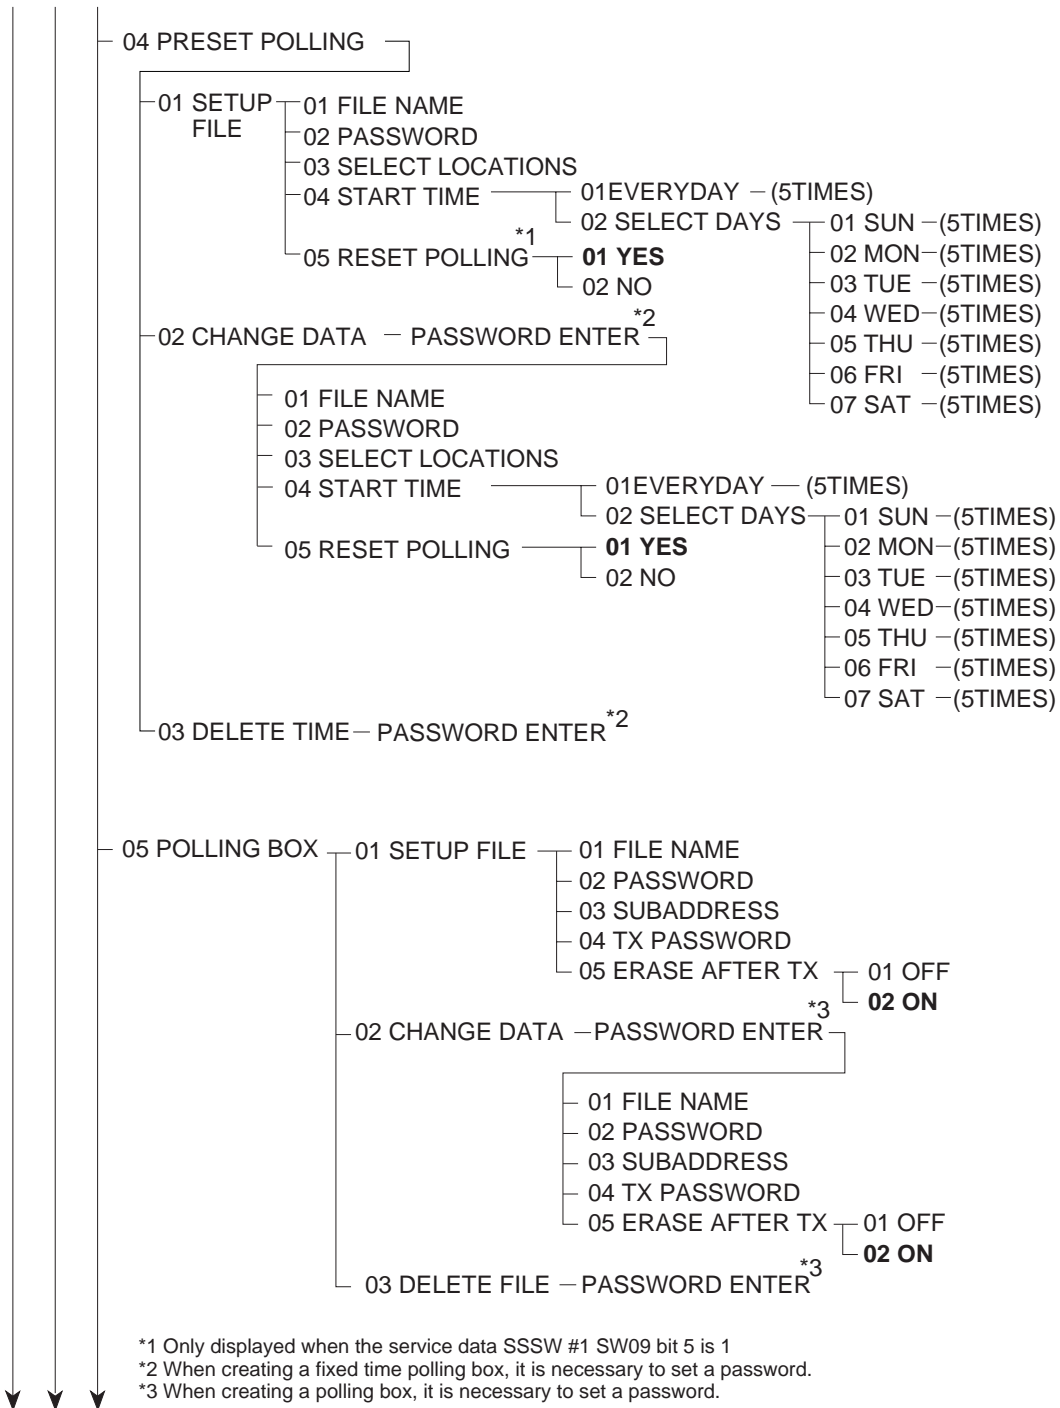 04 PRESET POLLING
01 SETUP FILE
01 FILE NAME
02 PASSWORD
03 SELECT LOCATIONS
04 START TIME
01EVERYDAY (5TIMES)
02 SELECT DAYS
01 SUN (5TIMES)
02 MON (5TIMES)
03 TUE (5TIMES)
04 WED (5TIMES)
05 THU (5TIMES)
06 FRI (5TIMES)
07 SAT (5TIMES)
05 RESET POLLING*1
01 YES
02 NO
02 CHANGE DATA PASSWORD ENTER*2
01 FILE NAME
02 PASSWORD
03 SELECT LOCATIONS
04 START TIME
01EVERYDAY (5TIMES)
02 SELECT DAYS
01 SUN (5TIMES)
02 MON (5TIMES)
03 TUE (5TIMES)
04 WED (5TIMES)
05 THU (5TIMES)
06 FRI (5TIMES)
07 SAT (5TIMES)
05 RESET POLLING
01 YES
02 NO
03 DELETE TIME PASSWORD ENTER*2
05 POLLING BOX
01 SETUP FILE
01 FILE NAME
02 PASSWORD
03 SUBADDRESS
04 TX PASSWORD
05 ERASE AFTER TX
01 OFF
02 ON
02 CHANGE DATA PASSWORD ENTER*3
01 FILE NAME
02 PASSWORD
03 SUBADDRESS
04 TX PASSWORD
05 ERASE AFTER TX
01 OFF
02 ON
03 DELETE FILE PASSWORD ENTER*3
*1 Only displayed when the service data SSSW #1 SW09 bit 5 is 1
*2 When creating a fixed time polling box, it is necessary to set a password.
*3 When creating a polling box, it is necessary to set a password.